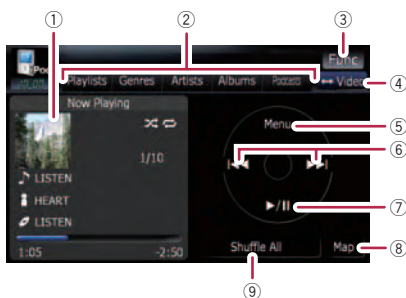 ① ② ③
Func
iPod
Playlists Genres Artists Albums Podcasts ↔ Video
④
Now Playing
Menu
⑤
1/10
⑥
LISTEN
HEART
⑦
LISTEN
1:05 -2:50
Shuffle All Map
⑧
⑨